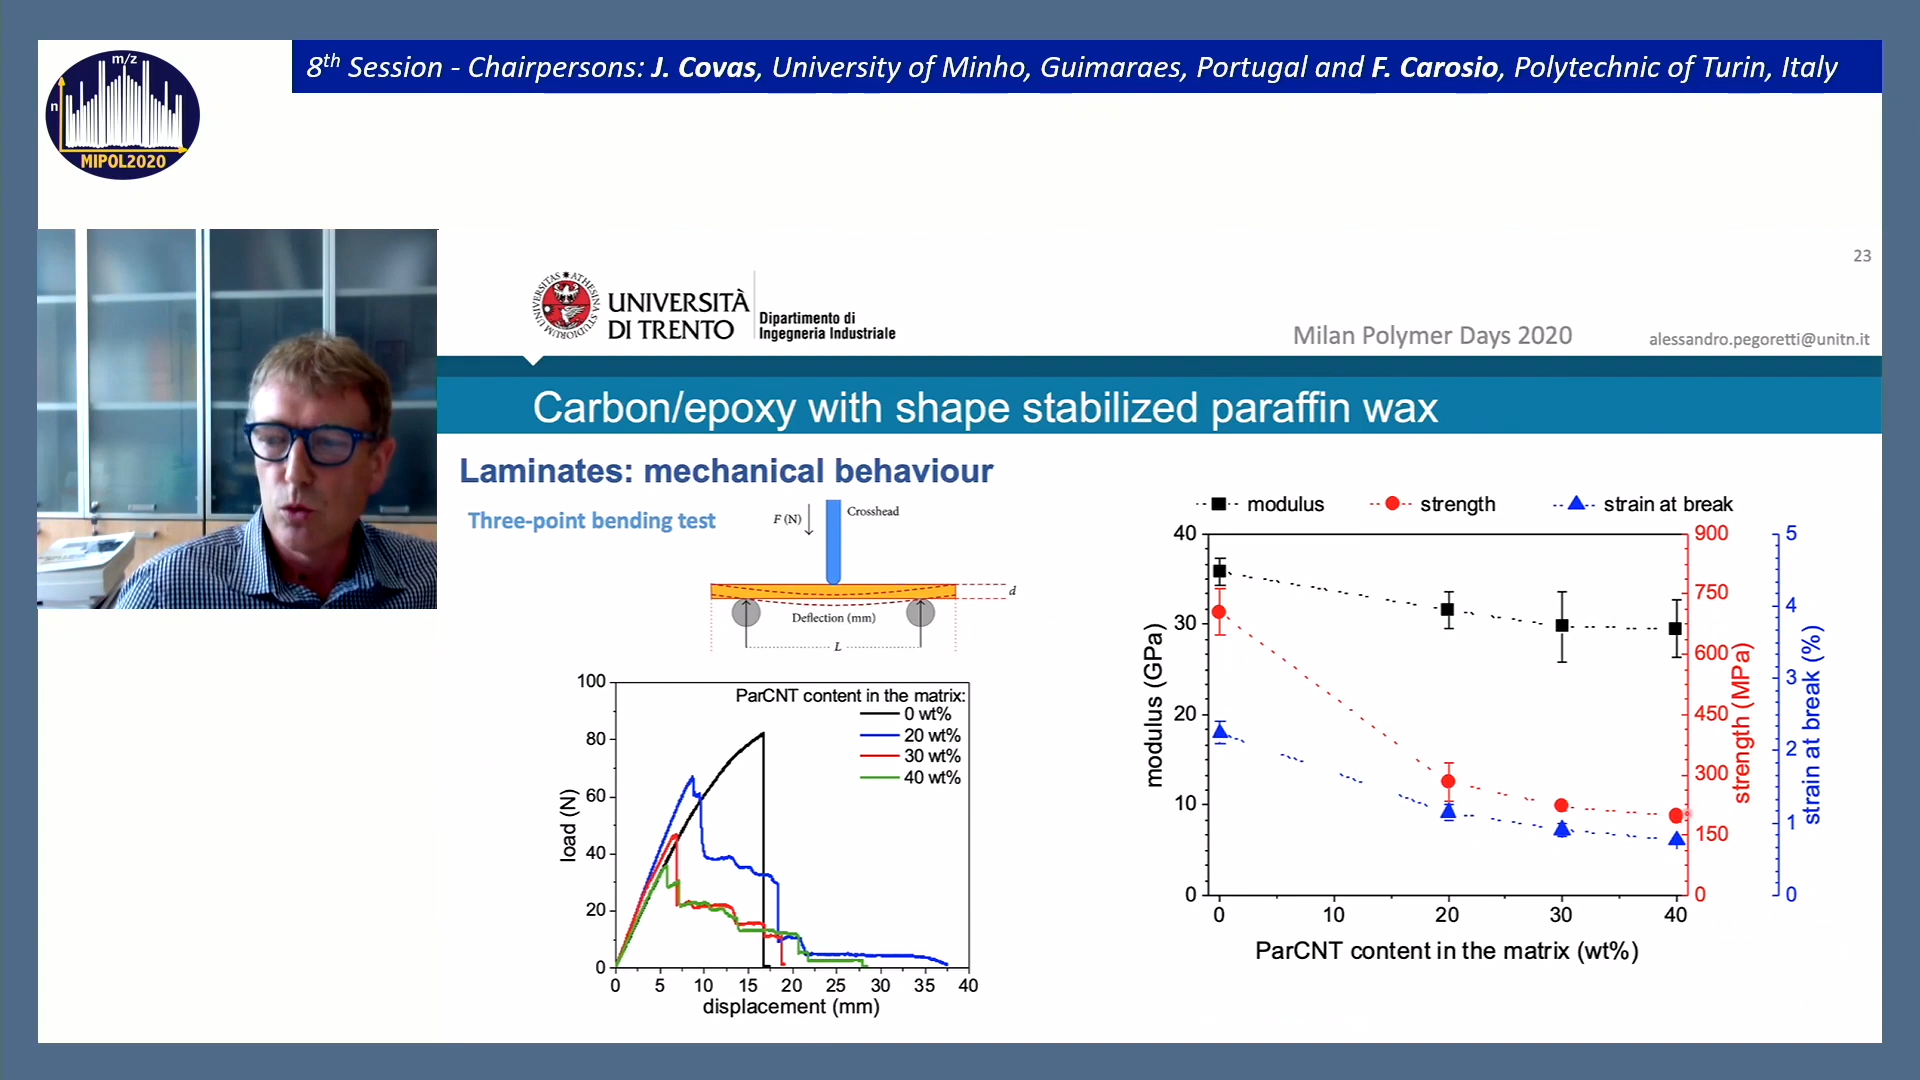 8th Session - Chairpersons: J. Covas, University of Minho, Guimaraes, Portugal and F. Carosio, Polytechnic of Turin, Italy
m/z
n
MIPOL2020
23
UNIVERSITÀ
DI TRENTO
Dipartimento di
Ingegneria Industriale
Milan Polymer Days 2020
alessandro.pegoretti@unitn.it
Carbon/epoxy with shape stabilized paraffin wax
Laminates: mechanical behaviour
Three-point bending test
F (N)
Crosshead
d
Deflection (mm)
L
100
80
60
40
20
0
load (N)
ParCNT content in the matrix:
0 wt%
20 wt%
30 wt%
40 wt%
0 5 10 15 20 25 30 35 40
displacement (mm)
modulus strength strain at break
40
30
20
10
0
modulus (GPa)
900
750
600
450
300
150
0
strength (MPa)
5
4
3
2
1
0
strain at break (%)
0 10 20 30 40
ParCNT content in the matrix (wt%)